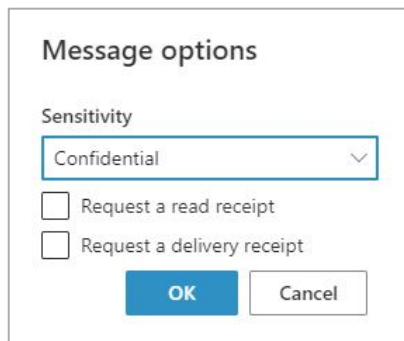 Message options
Sensitivity
Confidential
Request a read receipt
Request a delivery receipt
OK Cancel